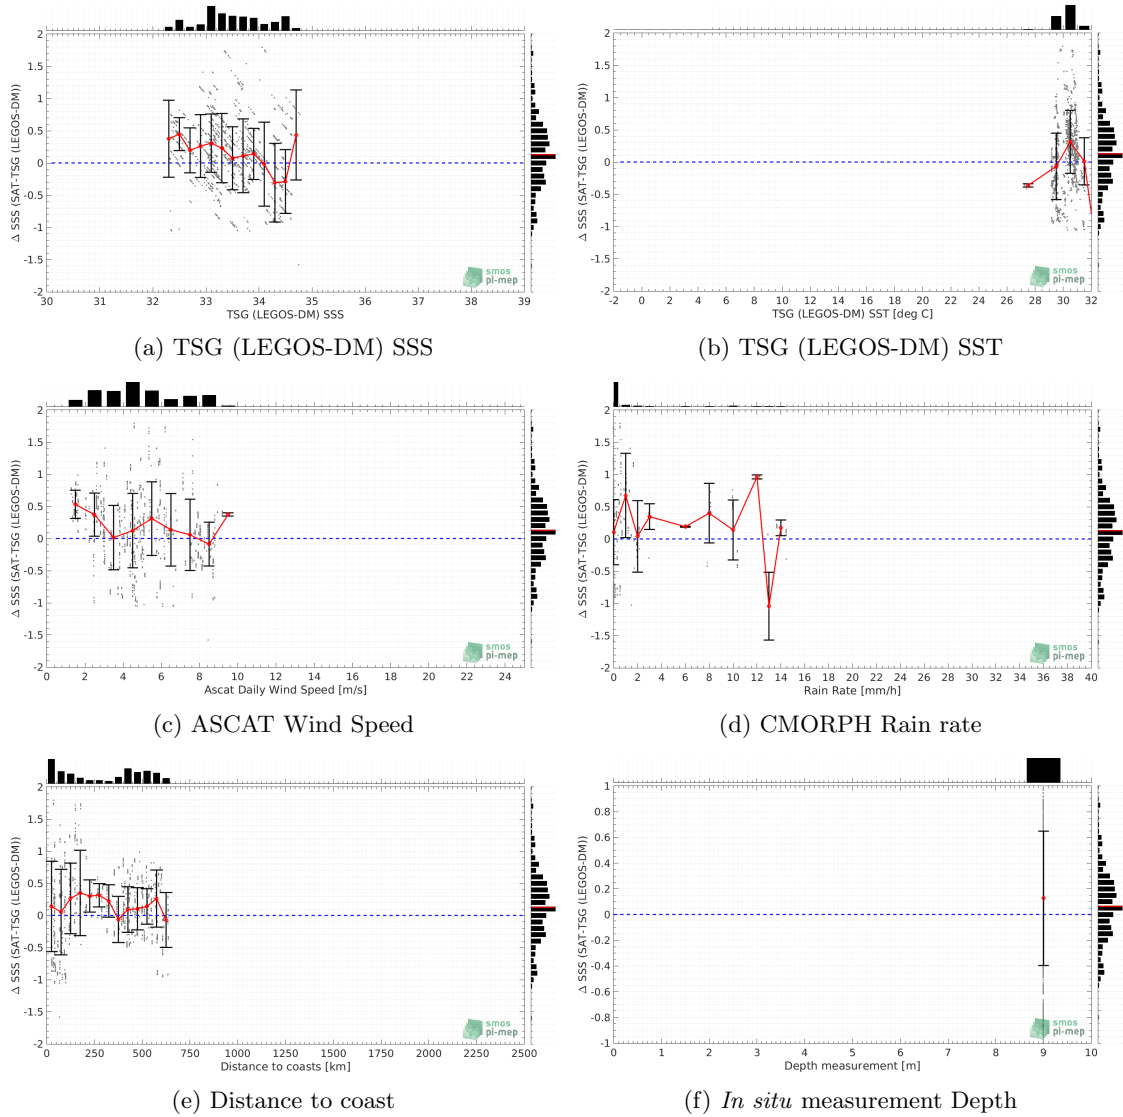 2
1.5
1
0.5
0
-0.5
-1
-1.5
-2
Δ SSS (SAT-TSG (LEGOS-DM))
30 31 32 33 34 35 36 37 38 39
TSG (LEGOS-DM) SSS
smos
pi-mep
(a) TSG (LEGOS-DM) SSS
2
1.5
1
0.5
0
-0.5
-1
-1.5
-2
Δ SSS (SAT-TSG (LEGOS-DM))
-2 0 2 4 6 8 10 12 14 16 18 20 22 24 26 28 30 32
TSG (LEGOS-DM) SST [deg C]
smos
pi-mep
(b) TSG (LEGOS-DM) SST
2
1.5
1
0.5
0
-0.5
-1
-1.5
-2
Δ SSS (SAT-TSG (LEGOS-DM))
0 2 4 6 8 10 12 14 16 18 20 22 24
Ascat Daily Wind Speed [m/s]
smos
pi-mep
(c) ASCAT Wind Speed
2
1.5
1
0.5
0
-0.5
-1
-1.5
-2
Δ SSS (SAT-TSG (LEGOS-DM))
0 2 4 6 8 10 12 14 16 18 20 22 24 26 28 30 32 34 36 38 40
Rain Rate [mm/h]
smos
pi-mep
(d) CMORPH Rain rate
2
1.5
1
0.5
0
-0.5
-1
-1.5
-2
Δ SSS (SAT-TSG (LEGOS-DM))
0 250 500 750 1000 1250 1500 1750 2000 2250 2500
Distance to coasts [km]
smos
pi-mep
(e) Distance to coast
1
0.8
0.6
0.4
0.2
0
-0.2
-0.4
-0.6
-0.8
-1
Δ SSS (SAT-TSG (LEGOS-DM))
0 1 2 3 4 5 6 7 8 9 10
Depth measurement [m]
smos
pi-mep
(f) In situ measurement Depth